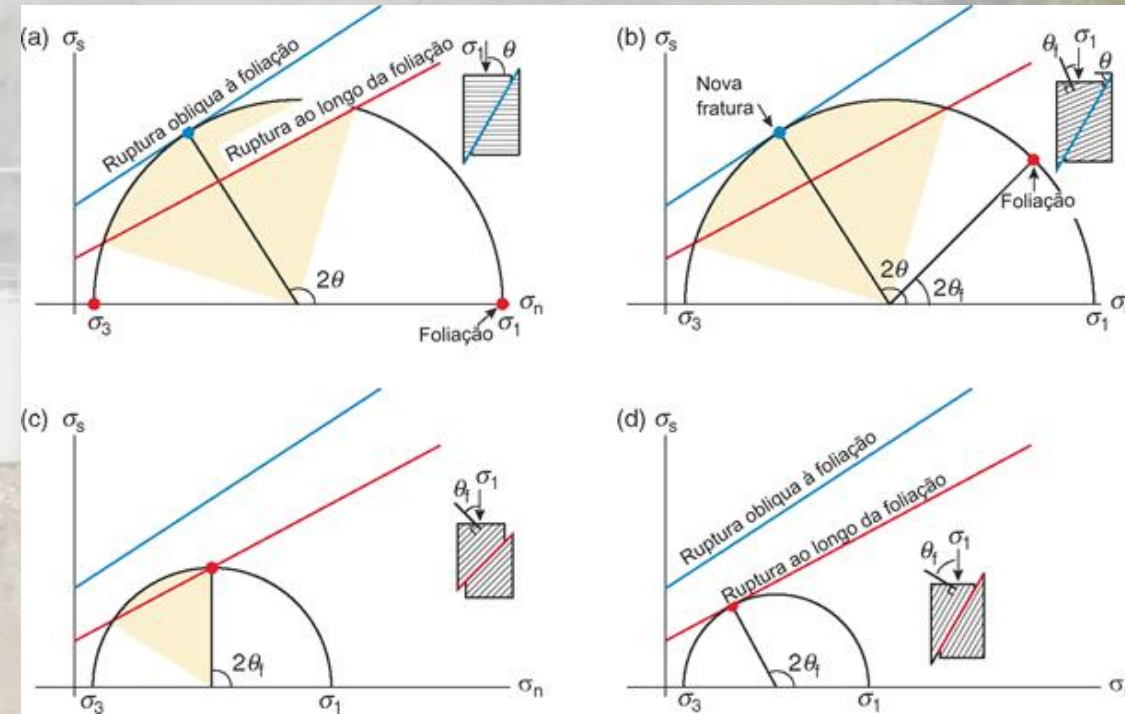 (a) σs
σ1 θ
Ruptura obliqua à foliação
Ruptura ao longo da foliação
2θ
σn
σ3
σ1
Foliação
(b) σs
θf σ1
θ
Nova
fratura
Foliação
2θ
2θf
σ3
σ1
(c) σs
θf σ1
2θf
σ3
σ1
σn
(d) σs
Ruptura obliqua à foliação
Ruptura ao longo da foliação
θf σ1
2θf
σ3
σ1